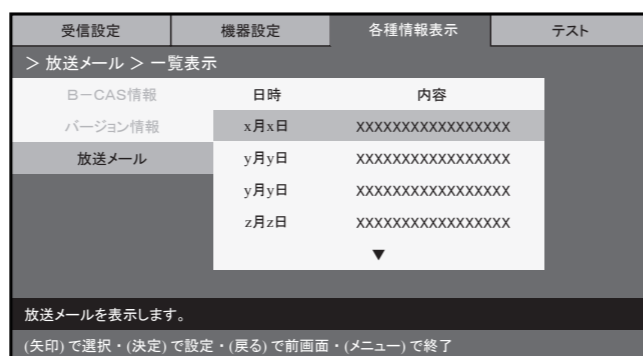 受信設定 機器設定 各種情報表示 テスト
＞ 放送メール ＞ 一覧表示
B－CAS情報 日時 内容
バージョン情報 x月x日 XXXXXXXXXXXXXXXXX
放送メール y月y日 XXXXXXXXXXXXXXXXX
y月y日 XXXXXXXXXXXXXXXXX
z月z日 XXXXXXXXXXXXXXXXX
▼
放送メールを表示します。
(矢印) で選択・(決定) で設定・(戻る) で前画面・(メニュー) で終了